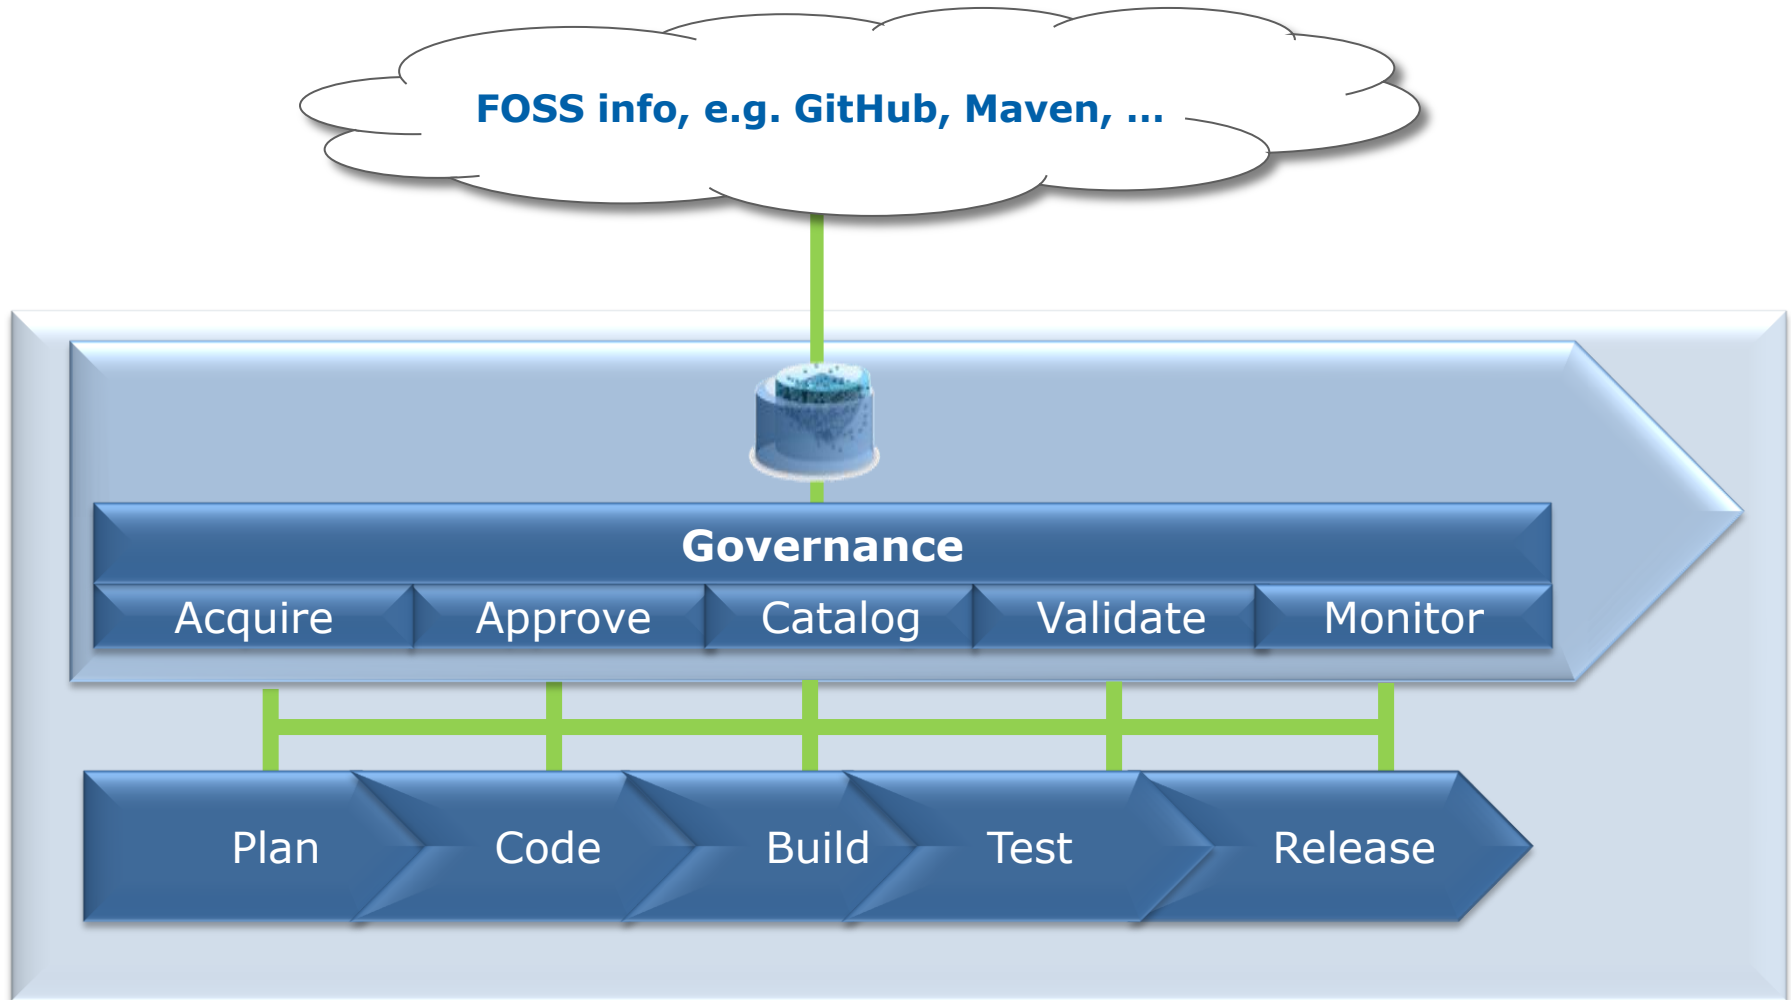 FOSS info, e.g. GitHub, Maven, ...
Governance
Acquire Approve Catalog Validate Monitor
Plan Code Build Test Release